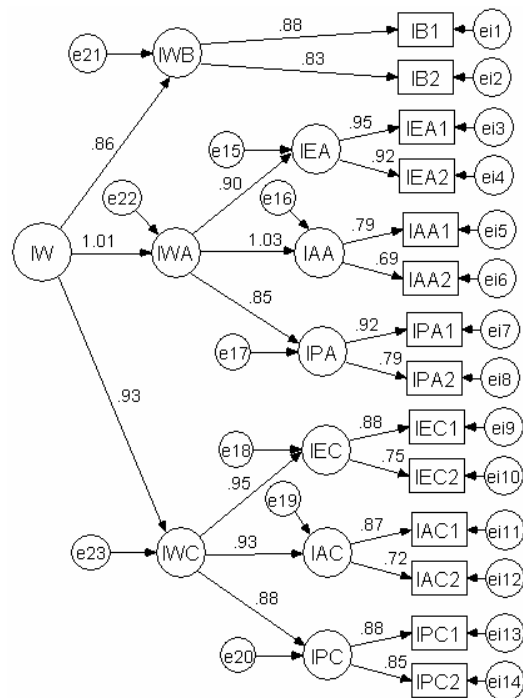 .88 IB1 ei1
e21 IWB
.83 IB2 ei2
.95 IEA1 ei3
.86 e15 IEA
.92 IEA2 ei4
.90
e22 e16
.79 IAA1 ei5
IW 1.01 IWA 1.03 IAA
.69 IAA2 ei6
.85
.92 IPA1 ei7
e17 IPA
.79 IPA2 ei8
.93
.88 IEC1 ei9
e18 IEC
.75 IEC2 ei10
.95
e19
.87 IAC1 ei11
e23 IWC .93 IAC
.72 IAC2 ei12
.88
.88 IPC1 ei13
e20 IPC
.85 IPC2 ei14